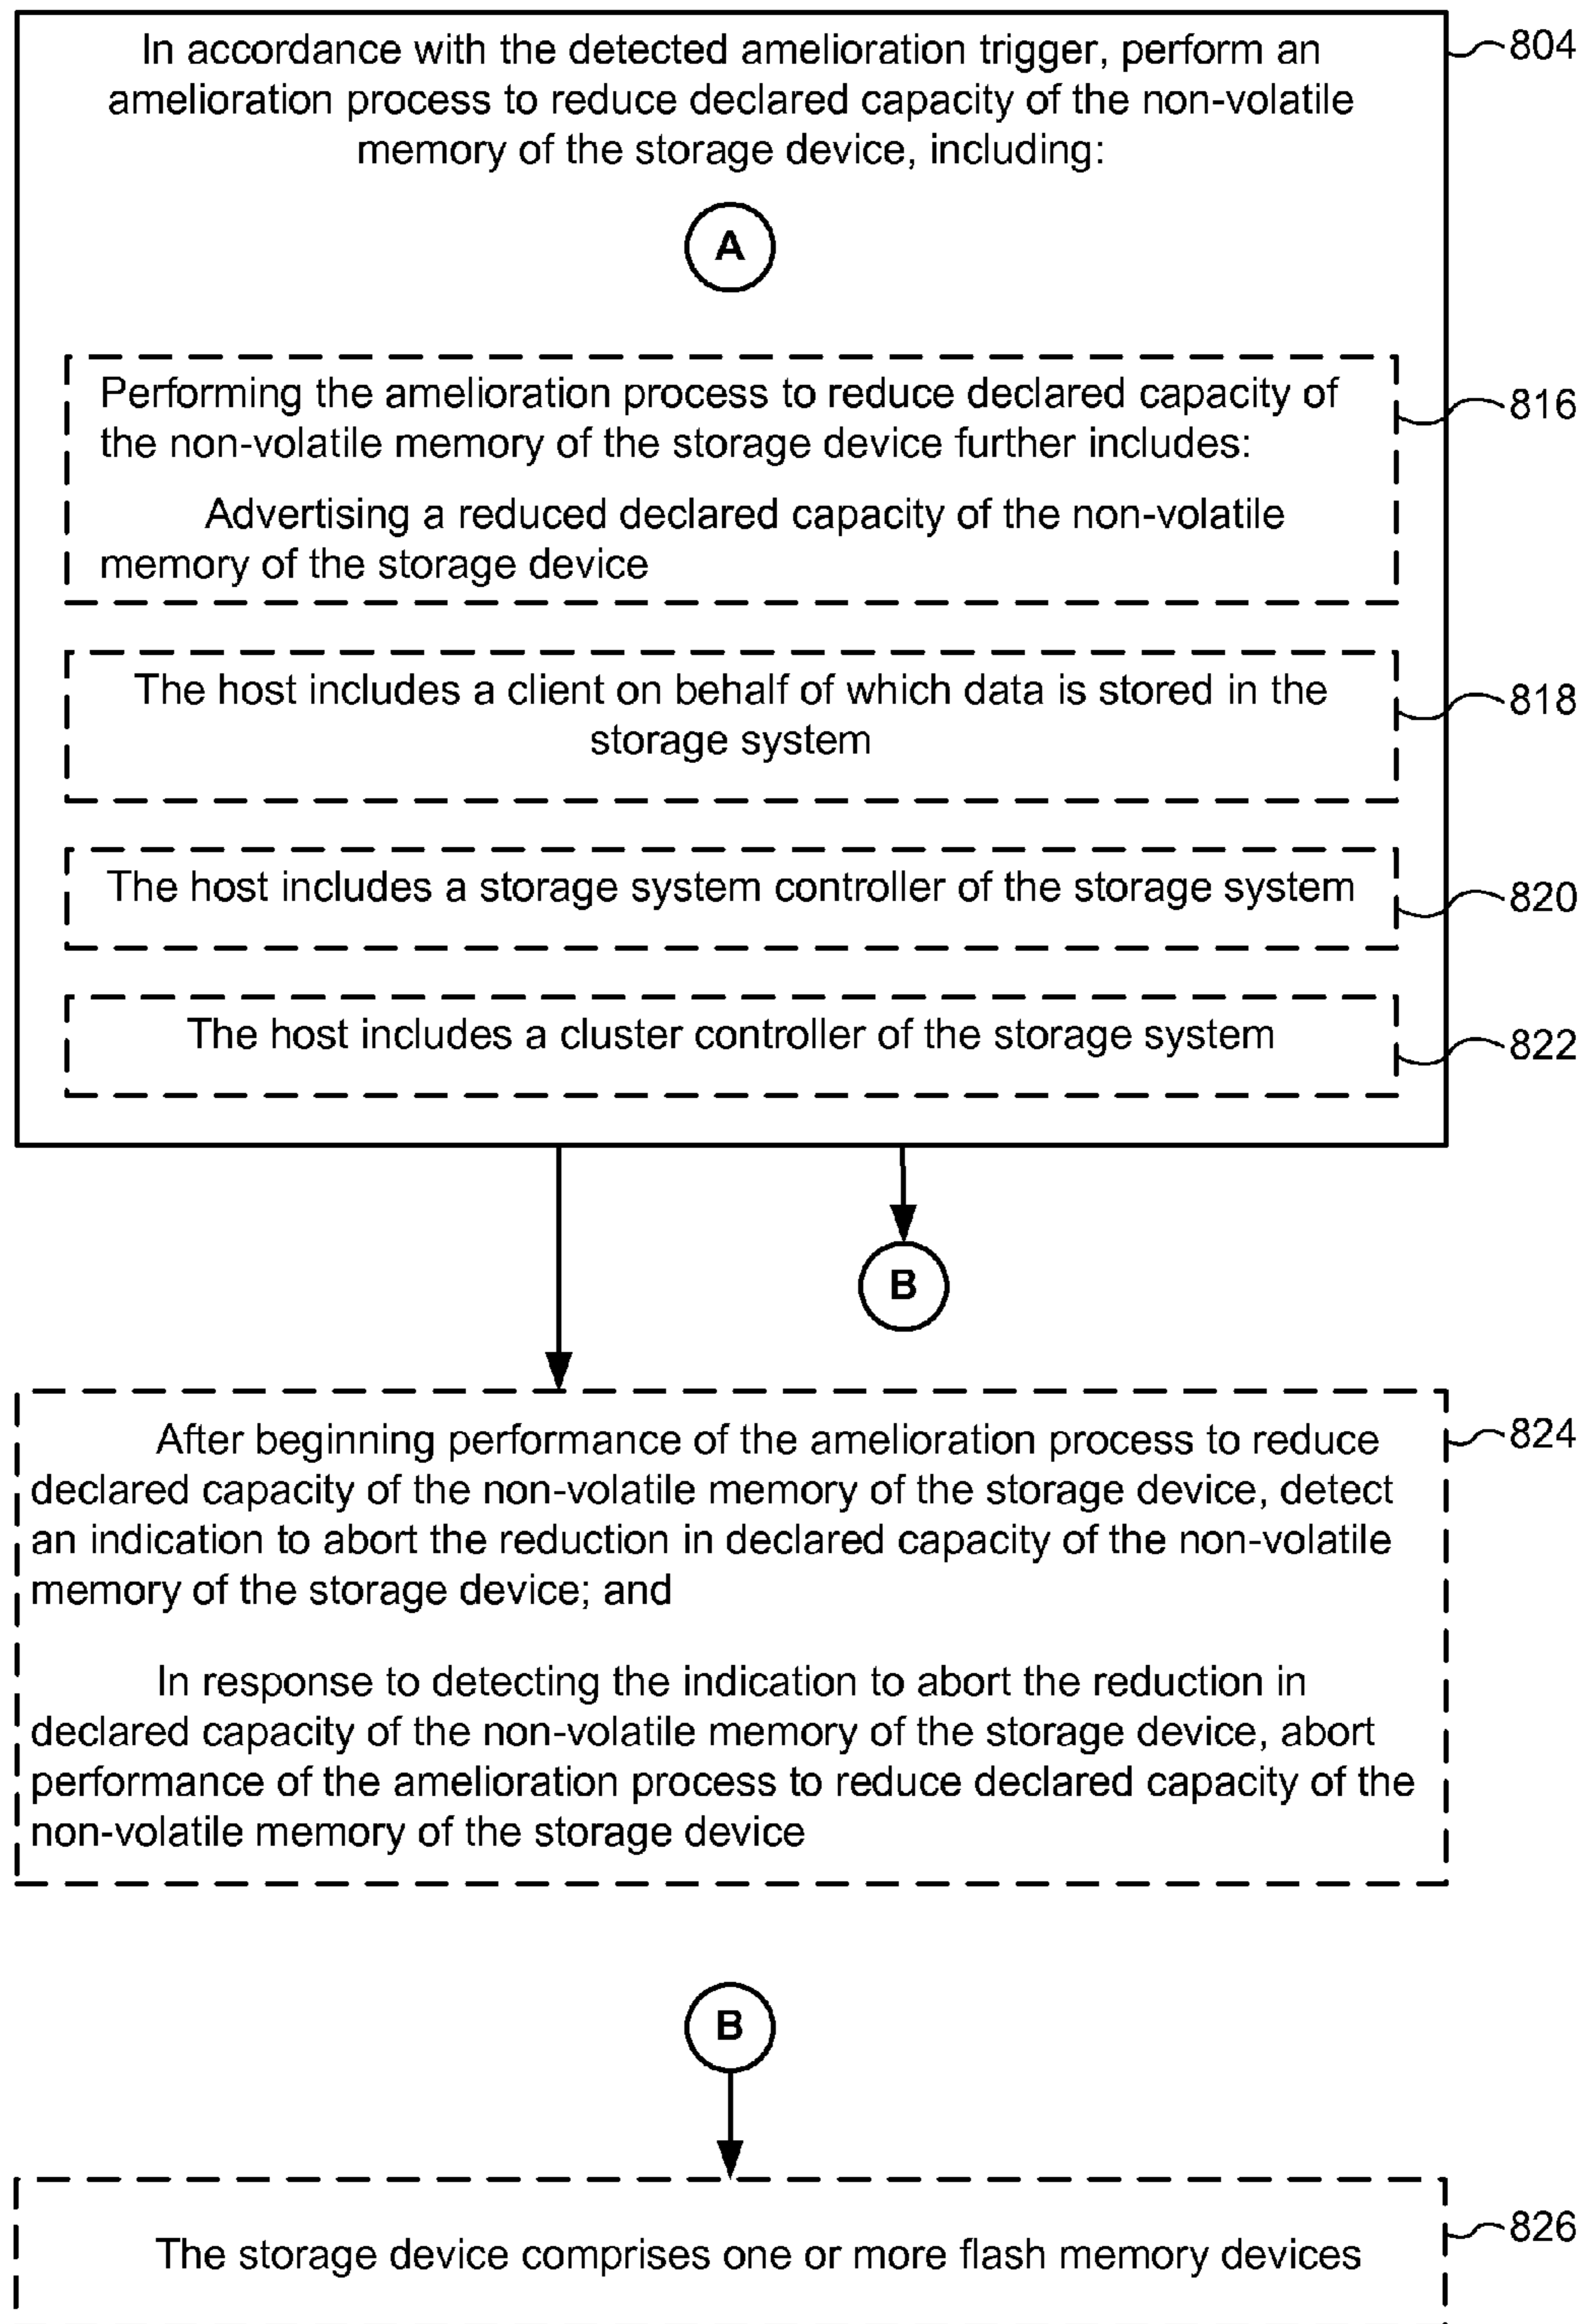 In accordance with the detected amelioration trigger, perform an
804
amelioration process to reduce declared capacity of the non-volatile
memory of the storage device, including:
A
Performing the amelioration process to reduce declared capacity of
816
the non-volatile memory of the storage device further includes:
Advertising a reduced declared capacity of the non-volatile
memory of the storage device
The host includes a client on behalf of which data is stored in the
818
storage system
The host includes a storage system controller of the storage system
820
The host includes a cluster controller of the storage system
822
B
After beginning performance of the amelioration process to reduce
824
declared capacity of the non-volatile memory of the storage device, detect
an indication to abort the reduction in declared capacity of the non-volatile
memory of the storage device; and
In response to detecting the indication to abort the reduction in
declared capacity of the non-volatile memory of the storage device, abort
performance of the amelioration process to reduce declared capacity of the
non-volatile memory of the storage device
B
826
The storage device comprises one or more flash memory devices